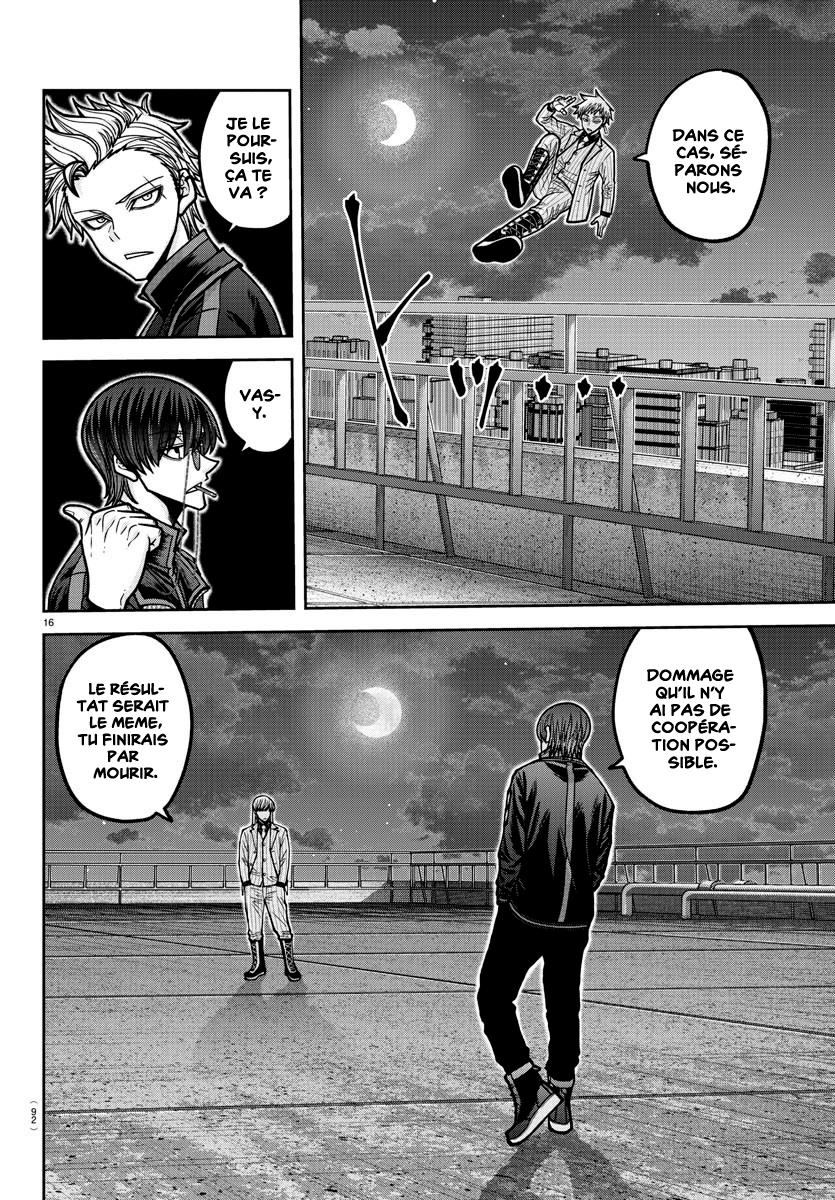 DANS CE
CAS, SÉ-
PARONS
NOUS.
JE LE
POUR-
SUIS,
ÇA TE
VA ?
VAS-
Y.
16
DOMMAGE
QU'IL N'Y
AI PAS DE
COOPÉRA-
TION POS-
SIBLE.
LE RÉSUL-
TAT SERAIT
LE MEME,
TU FINIRAIS
PAR
MOURIR.
(92)